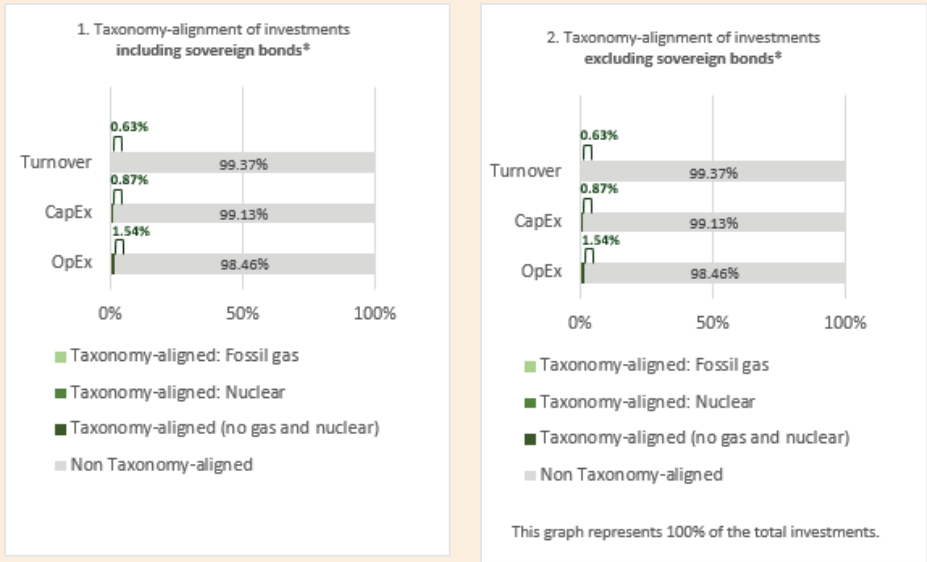 1. Taxonomy-alignment of investments
including sovereign bonds*
0.63%
Turnover
99.37%
0.87%
CapEx
99.13%
1.54%
OpEx
98.46%
0%
50%
100%
Taxonomy-aligned: Fossil gas
Taxonomy-aligned: Nuclear
Taxonomy-aligned (no gas and nuclear)
Non Taxonomy-aligned
2. Taxonomy-alignment of investments
excluding sovereign bonds*
0.63%
Turnover
99.37%
0.87%
CapEx
99.13%
1.54%
OpEx
98.46%
0%
50%
100%
Taxonomy-aligned: Fossil gas
Taxonomy-aligned: Nuclear
Taxonomy-aligned (no gas and nuclear)
Non Taxonomy-aligned
This graph represents 100% of the total investments.